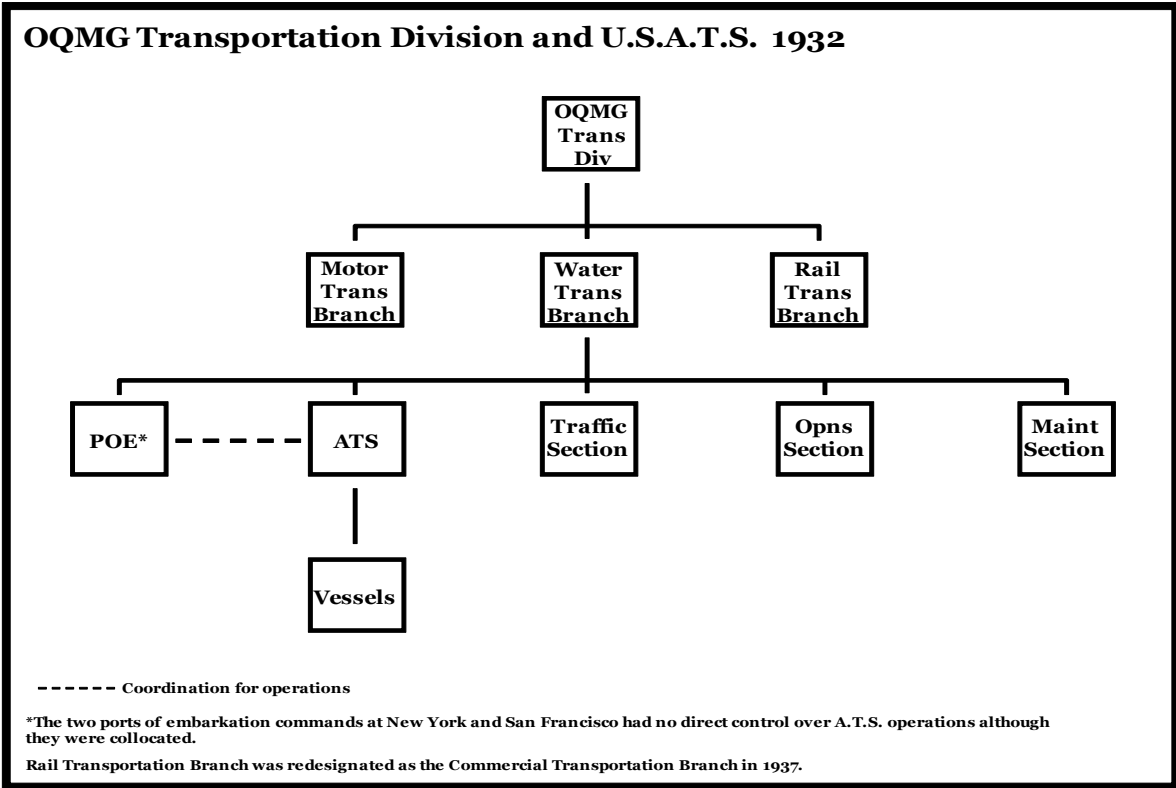 OQMG Transportation Division and U.S.A.T.S. 1932
OQMG
Trans
Div
Motor
Trans
Branch
Water
Trans
Branch
Rail
Trans
Branch
POE*
ATS
Traffic
Section
Opns
Section
Maint
Section
Vessels
Coordination for operations
*The two ports of embarkation commands at New York and San Francisco had no direct control over A.T.S. operations although
they were collocated.
Rail Transportation Branch was redesignated as the Commercial Transportation Branch in 1937.